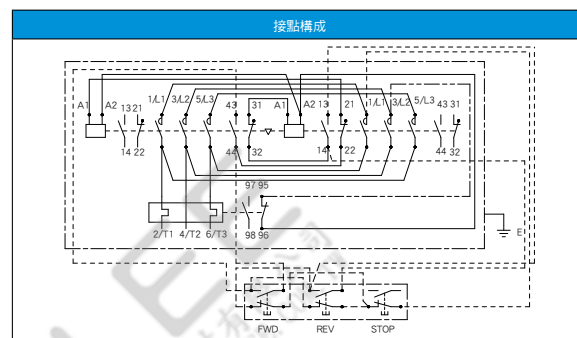 接點構成
A1 A2 13 21 1/L1 3/L2 5/L3 43 31 A1 A2 13 21 1/L1 3/L2 5/L3 43 31
14 22 44 32 14 22 44 32
97 95
2/T1 4/T2 6/T3 98 96 E
FWD REV STOP